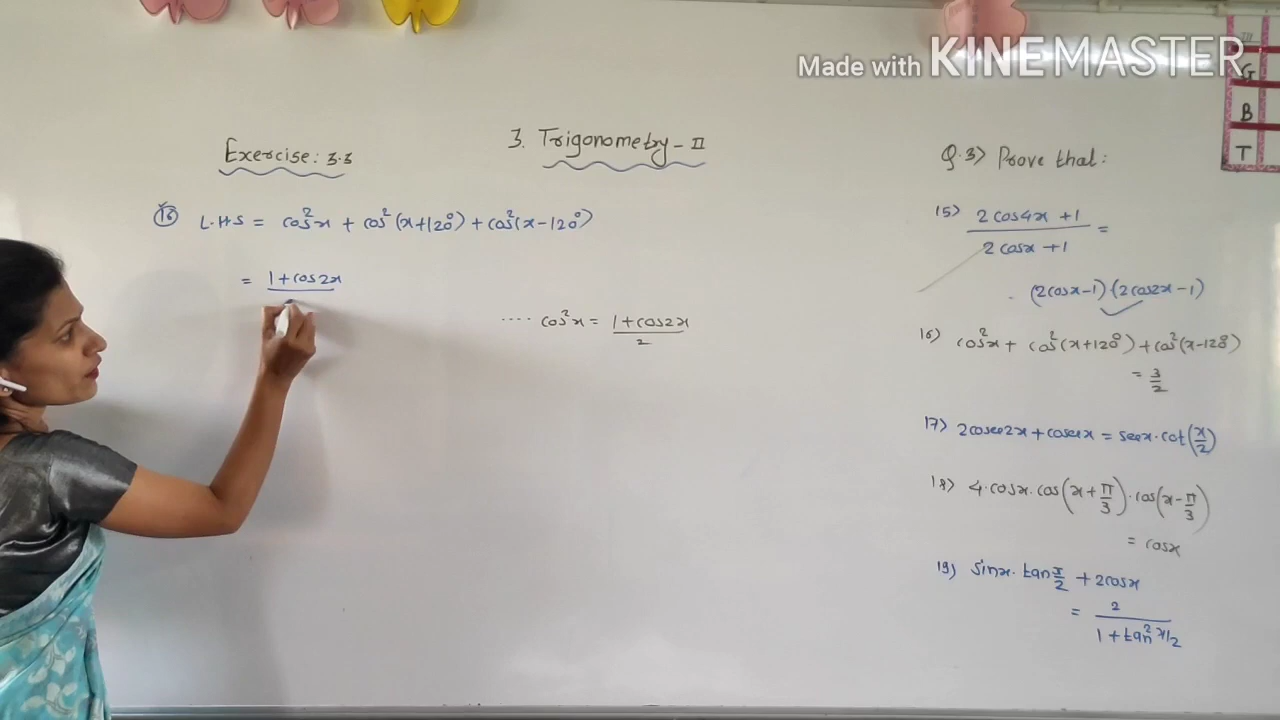 Made with KINEMASTER
G
B
T
3. Trigonometry - II
Exercise: 3.3
Q.3) Prove that:
16 L.H.S = cos²x + cos²(x+120°) + cos²(x-120°)
= 1+cos2x
.... cos²x = 1+cos2x / 2
15) 2cos4x +1 / 2cosx +1 =
(2cosx-1)(2cos2x-1)
16) cos²x + cos²(x+120°) + cos²(x-120°)
= 3/2
17) 2cosec2x + cosecx = secx·cot(x/2)
18) 4·cosx·cos(x+π/3)·cos(x-π/3)
= cosx
19) sinx·tan x/2 + 2cosx
= 2 / 1+tan² x/2